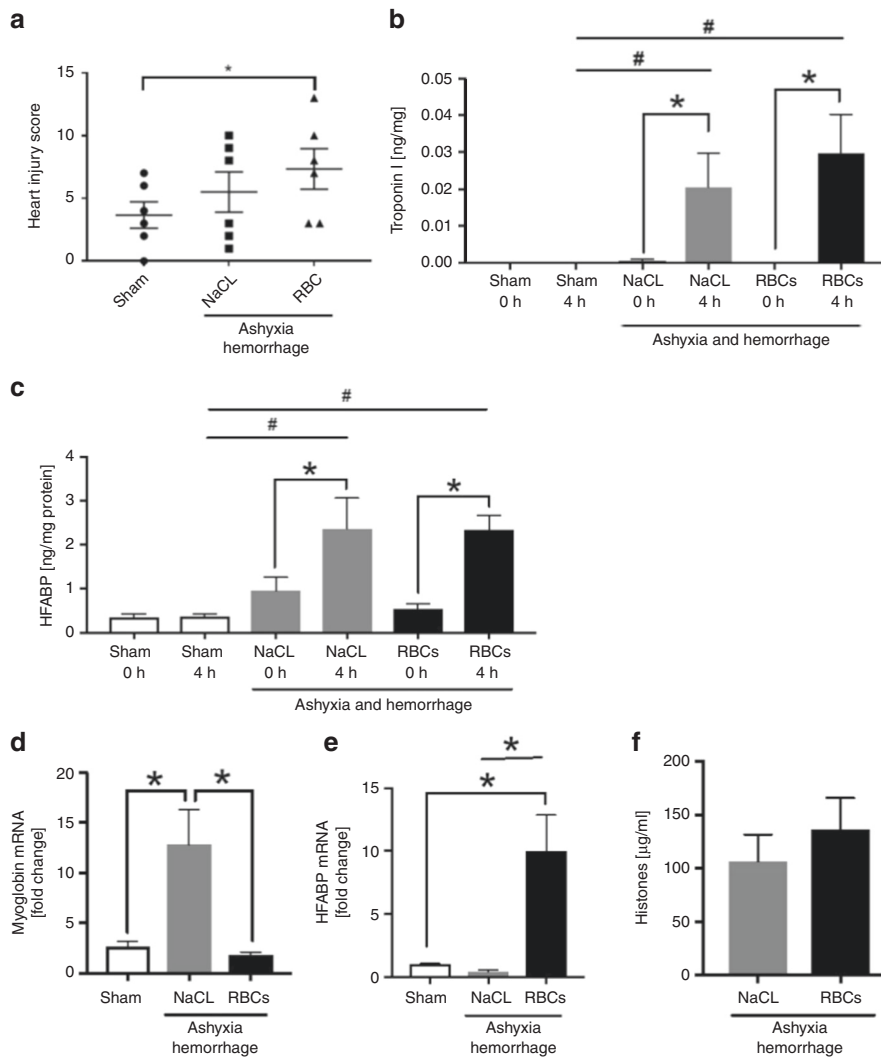 a
*
15
10
5
0
Heart injury score
Sham
NaCL
RBC
Ashyxia
hemorrhage
b
#
#
*
*
0.05
0.04
0.03
0.02
0.01
0.00
Troponin I [ng/mg]
Sham Sham NaCL NaCL RBCs RBCs
0 h 4 h 0 h 4 h 0 h 4 h
Ashyxia and hemorrhage
c
#
#
*
*
4
3
2
1
0
HFABP [ng/mg protein]
Sham Sham NaCL NaCL RBCs RBCs
0 h 4 h 0 h 4 h 0 h 4 h
Ashyxia and hemorrhage
d
* *
20
15
10
5
0
Myoglobin mRNA
[fold change]
Sham NaCL RBCs
Ashyxia
hemorrhage
e
*
*
15
10
5
0
HFABP mRNA
[fold change]
Sham NaCL RBCs
Ashyxia
hemorrhage
f
200
150
100
50
0
Histones [µg/ml]
NaCL RBCs
Ashyxia
hemorrhage